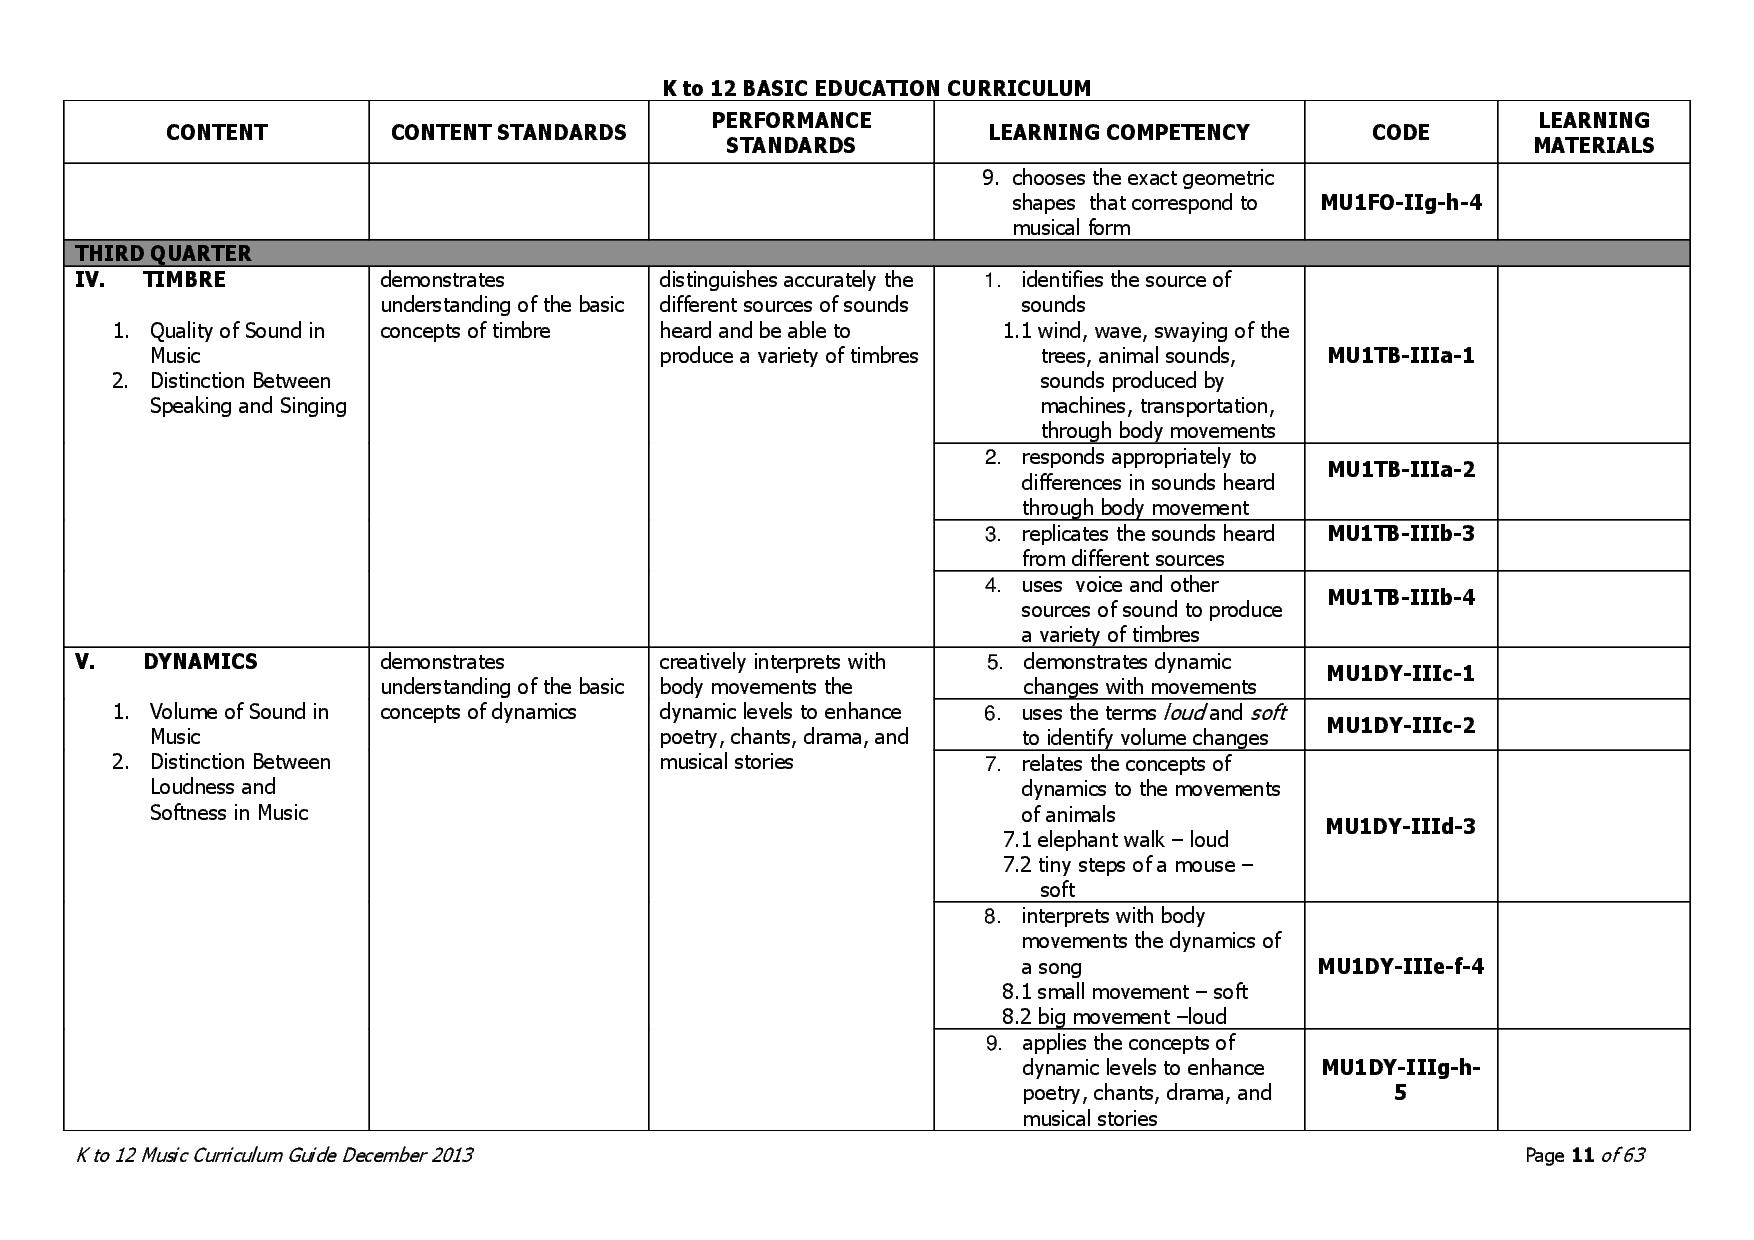 K to 12 BASIC EDUCATION CURRICULUM
CONTENT
CONTENT STANDARDS
PERFORMANCE
STANDARDS
LEARNING COMPETENCY
CODE
LEARNING
MATERIALS
9. chooses the exact geometric
shapes that correspond to
musical form
MU1FO-IIg-h-4
THIRD QUARTER
IV. TIMBRE
1. Quality of Sound in
Music
2. Distinction Between
Speaking and Singing
demonstrates
understanding of the basic
concepts of timbre
distinguishes accurately the
different sources of sounds
heard and be able to
produce a variety of timbres
1. identifies the source of
sounds
1.1 wind, wave, swaying of the
trees, animal sounds,
sounds produced by
machines, transportation,
through body movements
MU1TB-IIIa-1
2. responds appropriately to
differences in sounds heard
through body movement
MU1TB-IIIa-2
3. replicates the sounds heard
from different sources
MU1TB-IIIb-3
4. uses voice and other
sources of sound to produce
a variety of timbres
MU1TB-IIIb-4
V. DYNAMICS
1. Volume of Sound in
Music
2. Distinction Between
Loudness and
Softness in Music
demonstrates
understanding of the basic
concepts of dynamics
creatively interprets with
body movements the
dynamic levels to enhance
poetry, chants, drama, and
musical stories
5. demonstrates dynamic
changes with movements
MU1DY-IIIc-1
6. uses the terms loud and soft
to identify volume changes
MU1DY-IIIc-2
7. relates the concepts of
dynamics to the movements
of animals
7.1 elephant walk – loud
7.2 tiny steps of a mouse –
soft
MU1DY-IIId-3
8. interprets with body
movements the dynamics of
a song
8.1 small movement – soft
8.2 big movement –loud
MU1DY-IIIe-f-4
9. applies the concepts of
dynamic levels to enhance
poetry, chants, drama, and
musical stories
MU1DY-IIIg-h-
5
K to 12 Music Curriculum Guide December 2013
Page 11 of 63